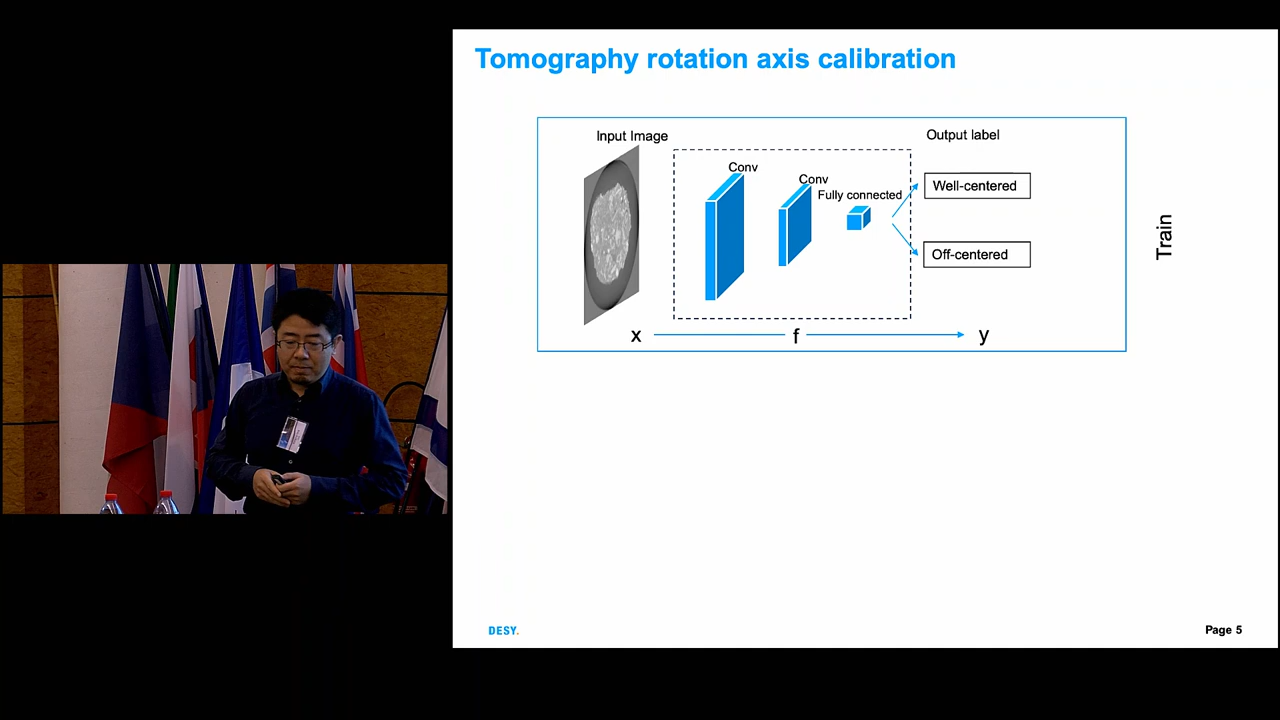 Tomography rotation axis calibration
Input Image
Output label
Conv
Conv
Fully connected
Well-centered
Off-centered
x
f
y
Train
DESY.
Page 5